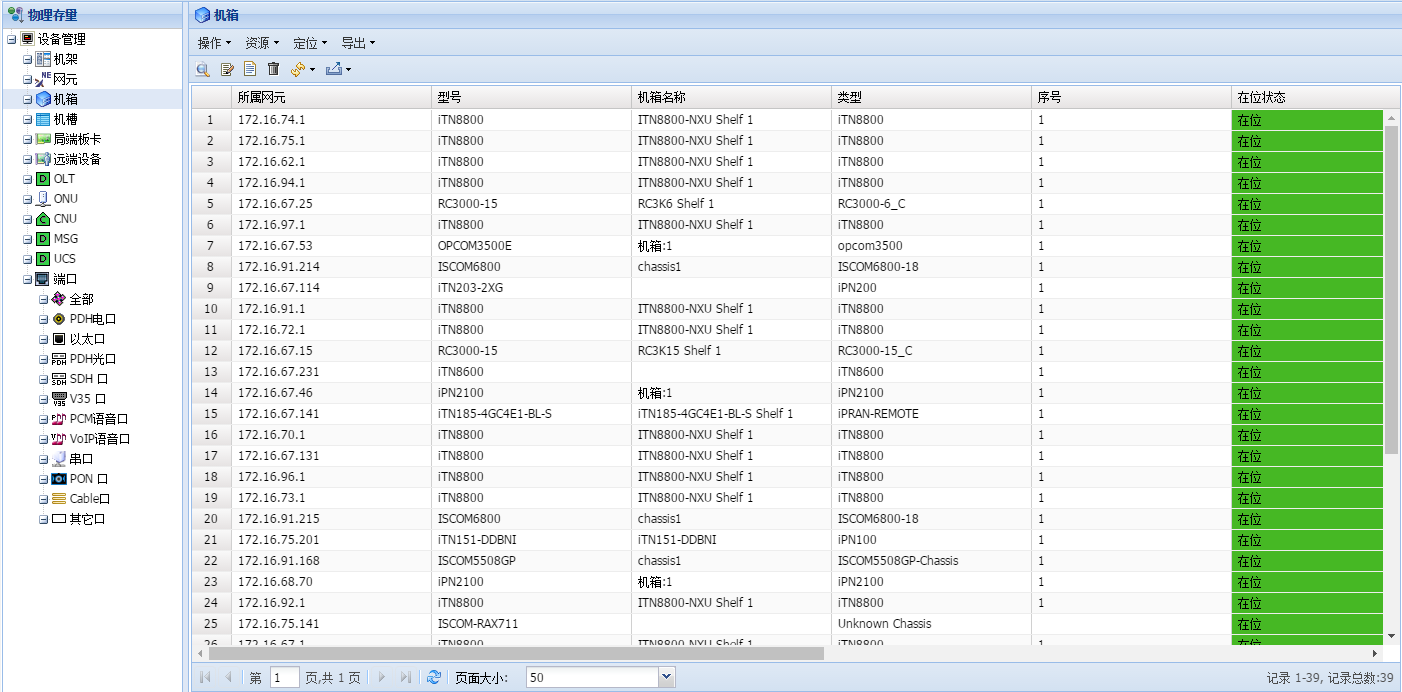 物理存量
设备管理
机架
网元
机箱
机槽
局端板卡
远端设备
OLT
ONU
CNU
MSG
UCS
端口
全部
PDH电口
以太口
PDH光口
SDH 口
V35 口
PCM语音口
VoIP语音口
串口
PON 口
Cable口
其它口
机箱
操作 资源 定位 导出
所属网元 型号 机箱名称 类型 序号 在位状态
1 172.16.74.1 iTN8800 ITN8800-NXU Shelf 1 iTN8800 1 在位
2 172.16.75.1 iTN8800 ITN8800-NXU Shelf 1 iTN8800 1 在位
3 172.16.62.1 iTN8800 ITN8800-NXU Shelf 1 iTN8800 1 在位
4 172.16.94.1 iTN8800 ITN8800-NXU Shelf 1 iTN8800 1 在位
5 172.16.67.25 RC3000-15 RC3K6 Shelf 1 RC3000-6_C 1 在位
6 172.16.97.1 iTN8800 ITN8800-NXU Shelf 1 iTN8800 1 在位
7 172.16.67.53 OPCOM3500E 机箱:1 opcom3500 1 在位
8 172.16.91.214 ISCOM6800 chassis1 ISCOM6800-18 1 在位
9 172.16.67.114 iTN203-2XG iPN200 1 在位
10 172.16.91.1 iTN8800 ITN8800-NXU Shelf 1 iTN8800 1 在位
11 172.16.72.1 iTN8800 ITN8800-NXU Shelf 1 iTN8800 1 在位
12 172.16.67.15 RC3000-15 RC3K15 Shelf 1 RC3000-15_C 1 在位
13 172.16.67.231 iTN8600 iTN8600 1 在位
14 172.16.67.46 iPN2100 机箱:1 iPN2100 1 在位
15 172.16.67.141 iTN185-4GC4E1-BL-S iTN185-4GC4E1-BL-S Shelf 1 iPRAN-REMOTE 1 在位
16 172.16.70.1 iTN8800 ITN8800-NXU Shelf 1 iTN8800 1 在位
17 172.16.67.131 iTN8800 ITN8800-NXU Shelf 1 iTN8800 1 在位
18 172.16.96.1 iTN8800 ITN8800-NXU Shelf 1 iTN8800 1 在位
19 172.16.73.1 iTN8800 ITN8800-NXU Shelf 1 iTN8800 1 在位
20 172.16.91.215 ISCOM6800 chassis1 ISCOM6800-18 1 在位
21 172.16.75.201 iTN151-DDBNI iTN151-DDBNI iPN100 1 在位
22 172.16.91.168 ISCOM5508GP chassis1 ISCOM5508GP-Chassis 1 在位
23 172.16.68.70 iPN2100 机箱:1 iPN2100 1 在位
24 172.16.92.1 iTN8800 ITN8800-NXU Shelf 1 iTN8800 1 在位
25 172.16.75.141 ISCOM-RAX711 Unknown Chassis 在位
26 172.16.67.1 iTN8800 ITN8800-NXU Shelf 1 iTN8800 1 在位
第 1 页,共 1 页 页面大小: 50 记录 1-39, 记录总数:39